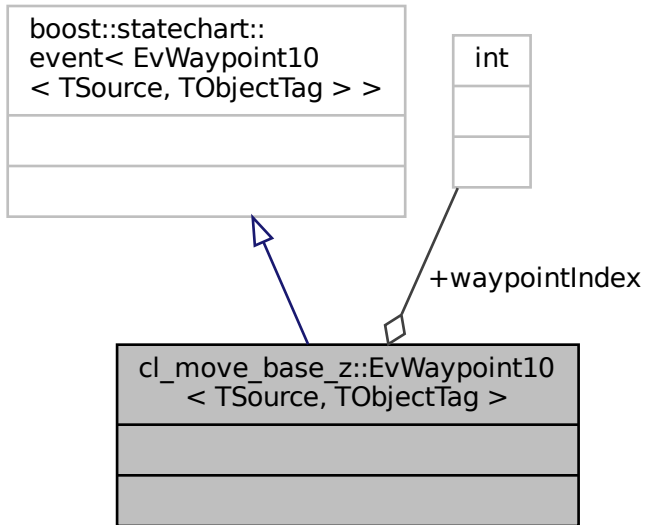 boost::statechart::
event< EvWaypoint10
< TSource, TObjectTag > >
int
+waypointIndex
cl_move_base_z::EvWaypoint10
< TSource, TObjectTag >